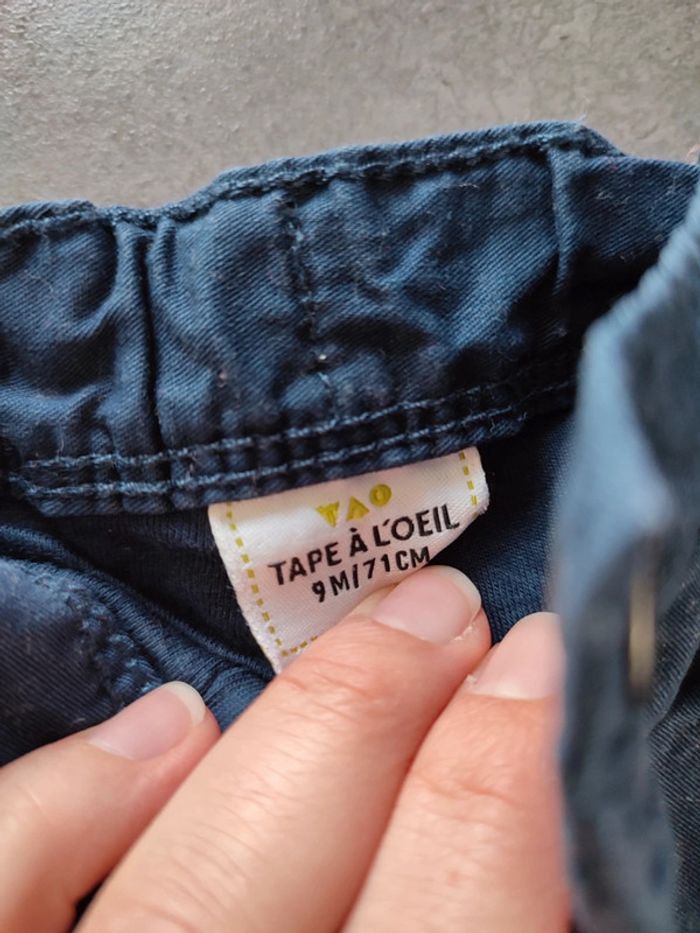 TAO
TAPE À L'OEIL
9M/71CM